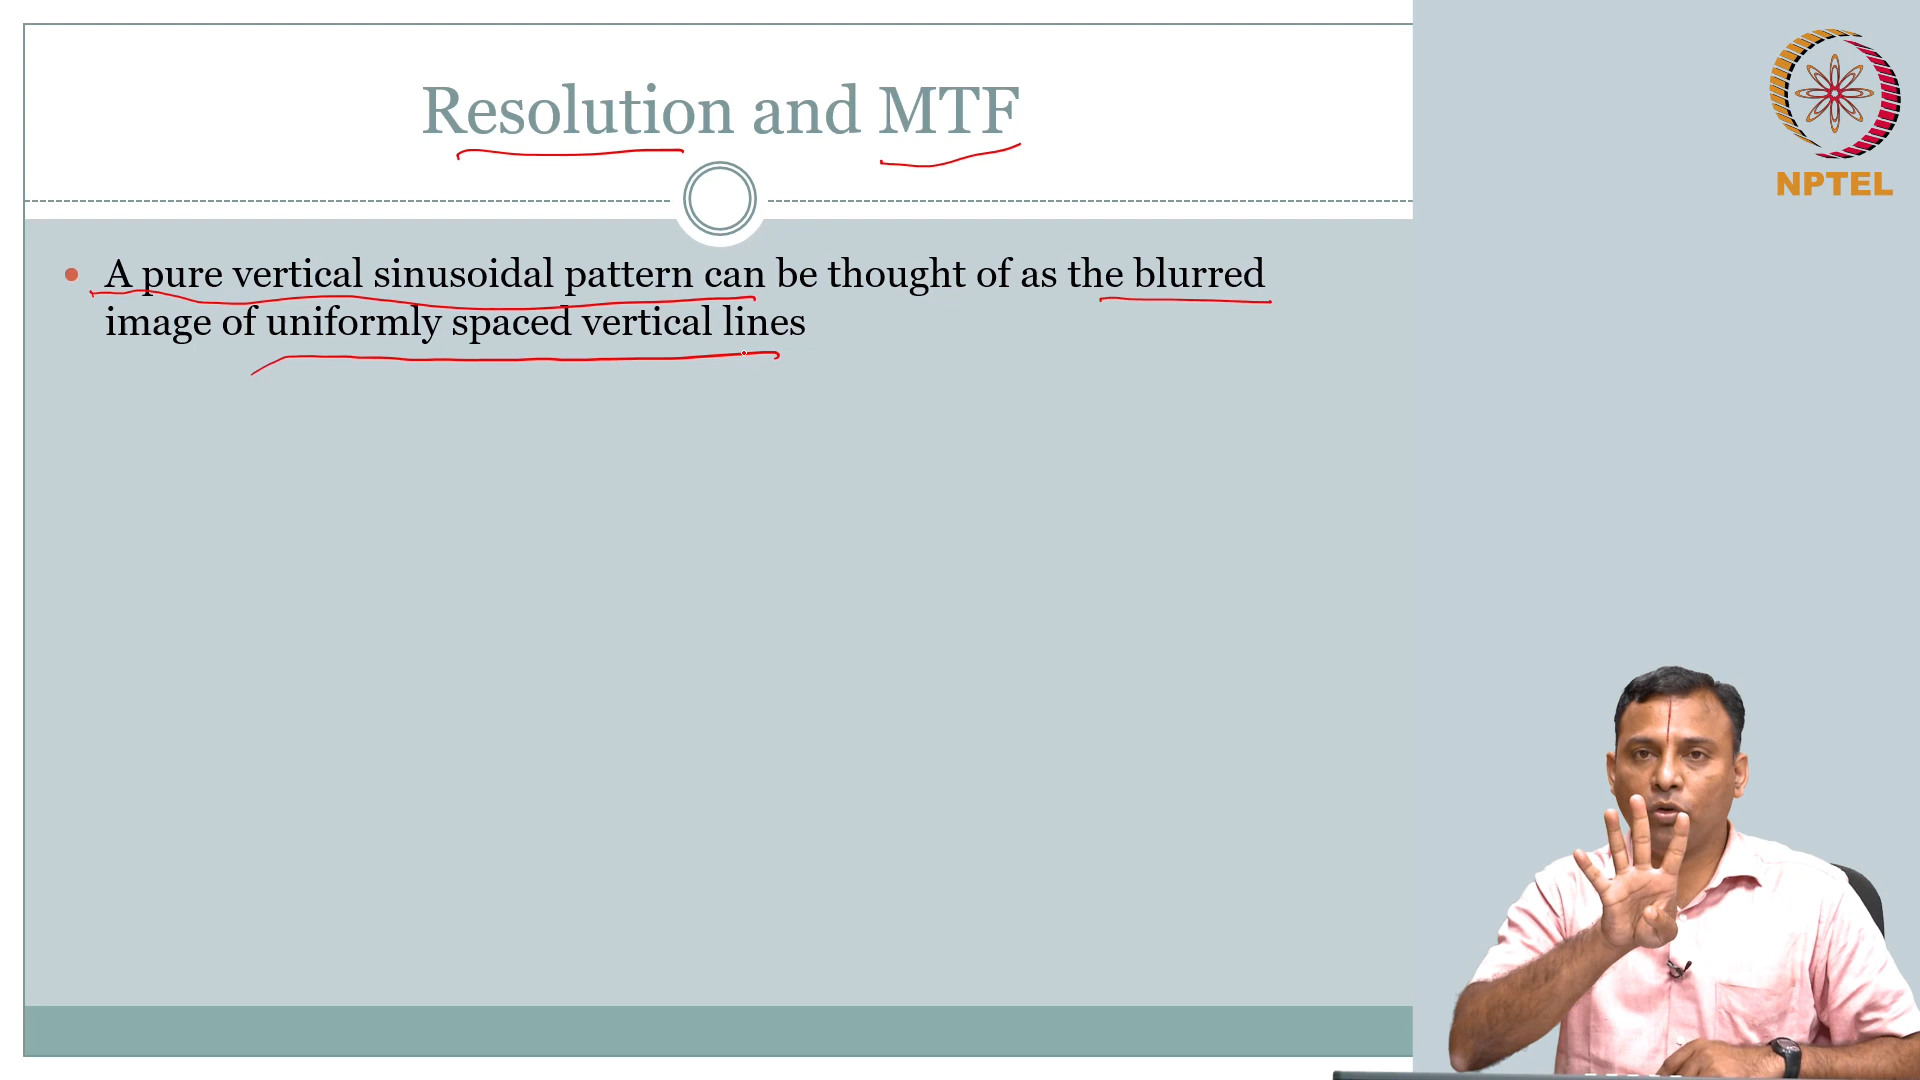 Resolution and MTF
NPTEL
• A pure vertical sinusoidal pattern can be thought of as the blurred
image of uniformly spaced vertical lines